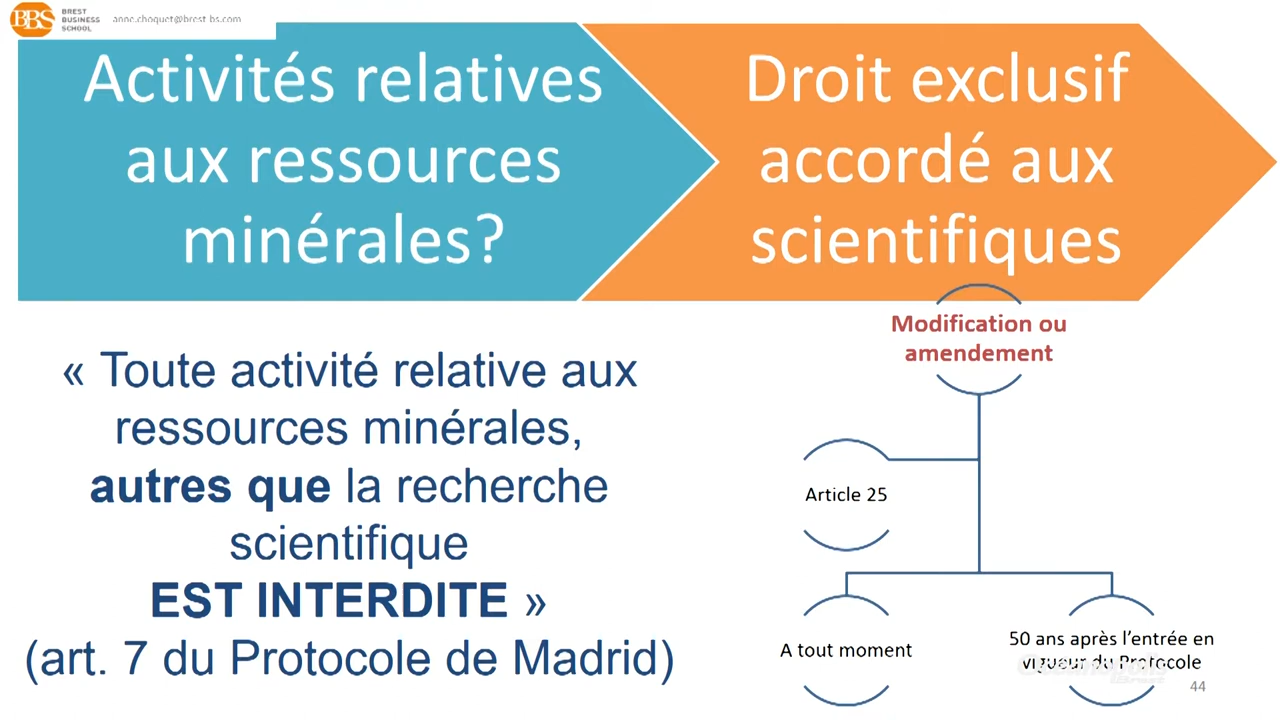 BBS
BREST
BUSINESS
SCHOOL
anne.choquet@brest-bs.com
Activités relatives
aux ressources
minérales?
Droit exclusif
accordé aux
scientifiques
« Toute activité relative aux
ressources minérales,
autres que la recherche
scientifique
EST INTERDITE »
(art. 7 du Protocole de Madrid)
Modification ou
amendement
Article 25
A tout moment
50 ans après l’entrée en
vigueur du Protocole
Océanopolis
Brest
44